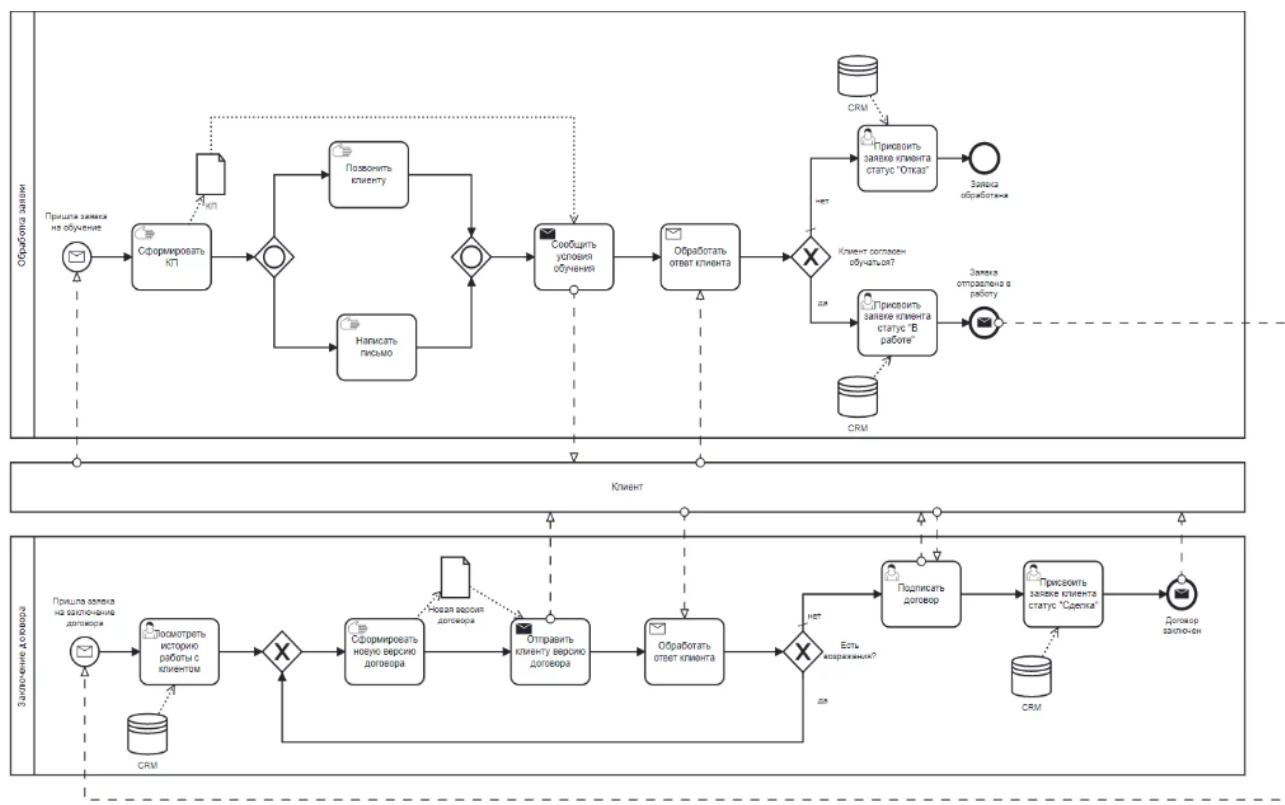 Обработка заявки
Пришла заявка
на обучение
Сформировать
КП
КП
Позвонить
клиенту
Написать
письмо
Сообщить
условия
обучения
Обработать
ответ клиента
Клиент согласен
обучаться?
нет
да
CRM
Присвоить
заявке клиента
статус "Отказ"
Заявка
обработана
Присвоить
заявке клиента
статус "В
работе"
CRM
Заявка
отправлена в
работу
Клиент
Заключение договора
Пришла заявка
на заключение
договора
Посмотреть
историю
работы с
клиентом
CRM
Сформировать
новую версию
договора
Новая версия
договора
Отправить
клиенту версию
договора
Обработать
ответ клиента
Есть
возражения?
нет
да
Подписать
договор
Присвоить
заявке клиента
статус "Сделка"
CRM
Договор
заключен